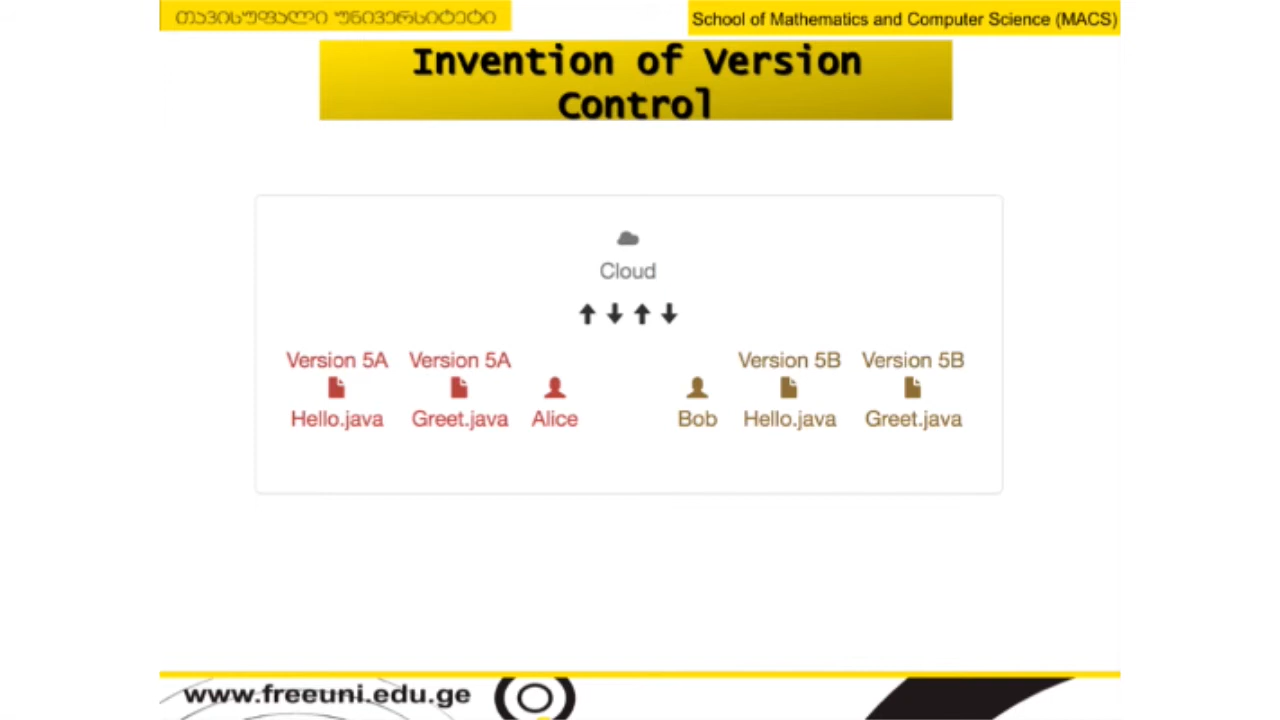 თავისუფალი უნივერსიტეტი
School of Mathematics and Computer Science (MACS)
Invention of Version
Control
Cloud
Version 5A Version 5A Version 5B Version 5B
Hello.java Greet.java Alice Bob Hello.java Greet.java
www.freeuni.edu.ge